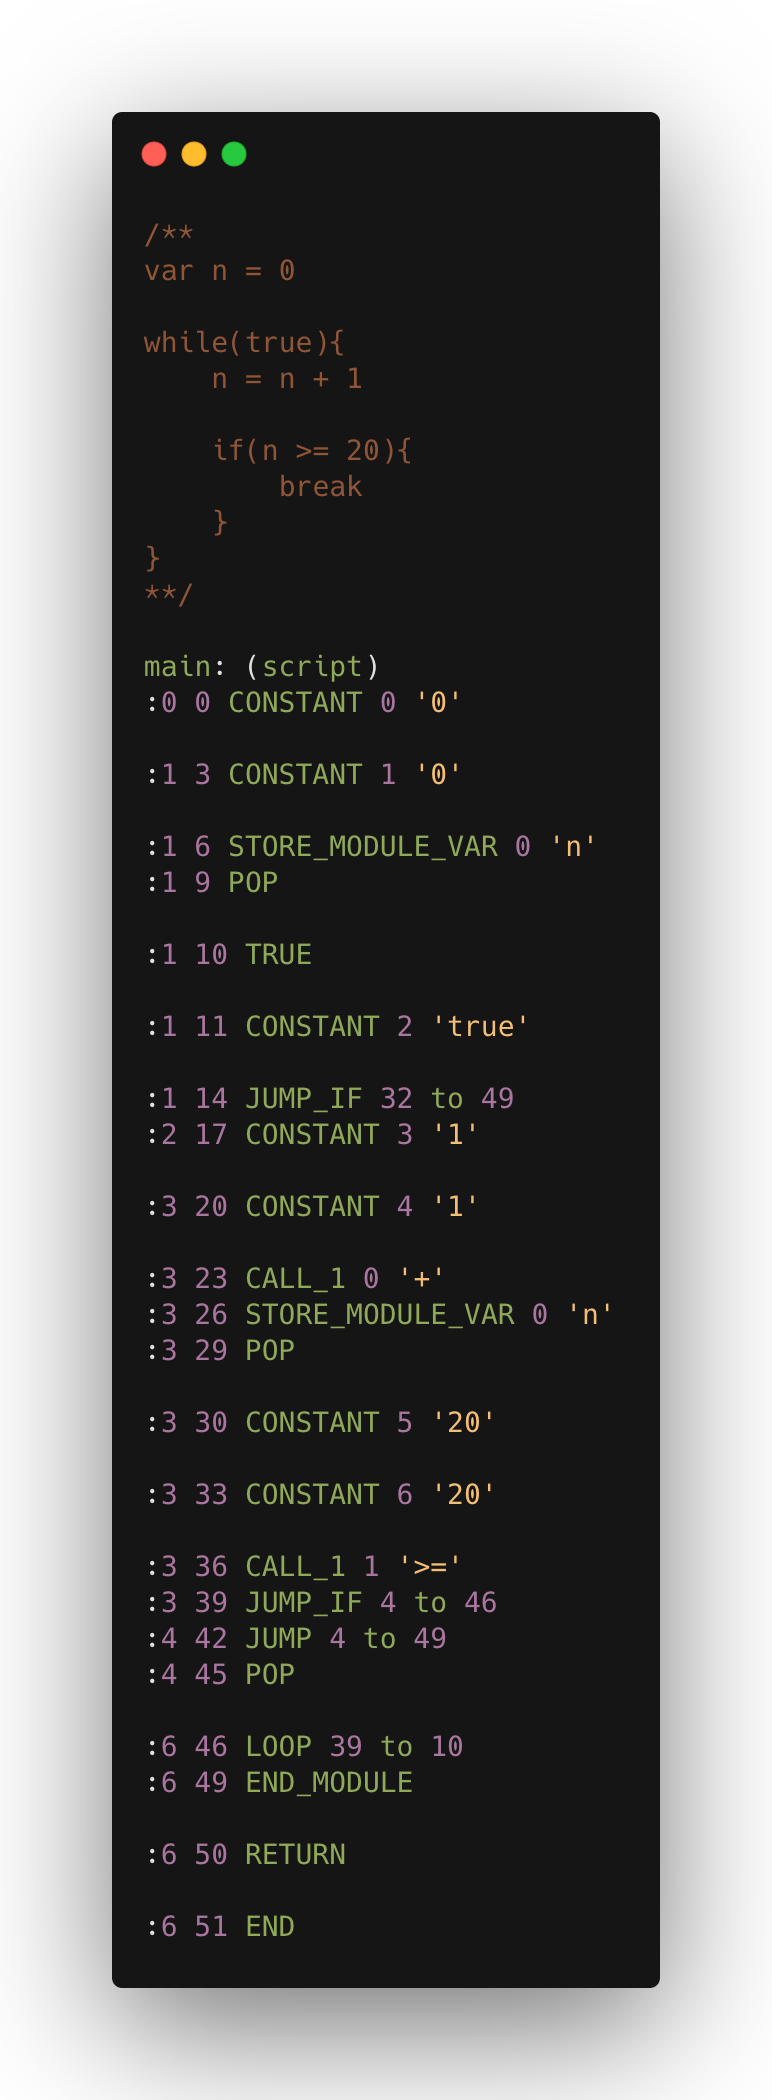 /**
var n = 0
while(true){
    n = n + 1
    if(n >= 20){
        break
    }
}
**/
main: (script)
:0 0 CONSTANT 0 '0'
:1 3 CONSTANT 1 '0'
:1 6 STORE_MODULE_VAR 0 'n'
:1 9 POP
:1 10 TRUE
:1 11 CONSTANT 2 'true'
:1 14 JUMP_IF 32 to 49
:2 17 CONSTANT 3 '1'
:3 20 CONSTANT 4 '1'
:3 23 CALL_1 0 '+'
:3 26 STORE_MODULE_VAR 0 'n'
:3 29 POP
:3 30 CONSTANT 5 '20'
:3 33 CONSTANT 6 '20'
:3 36 CALL_1 1 '>='
:3 39 JUMP_IF 4 to 46
:4 42 JUMP 4 to 49
:4 45 POP
:6 46 LOOP 39 to 10
:6 49 END_MODULE
:6 50 RETURN
:6 51 END